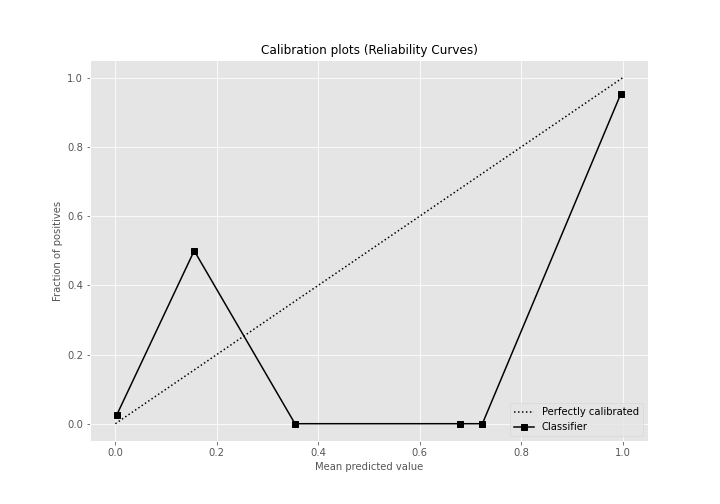 Calibration plots (Reliability Curves)
1.0
0.8
0.6
0.4
0.2
0.0
Fraction of positives
0.0 0.2 0.4 0.6 0.8 1.0
Mean predicted value
Perfectly calibrated
Classifier